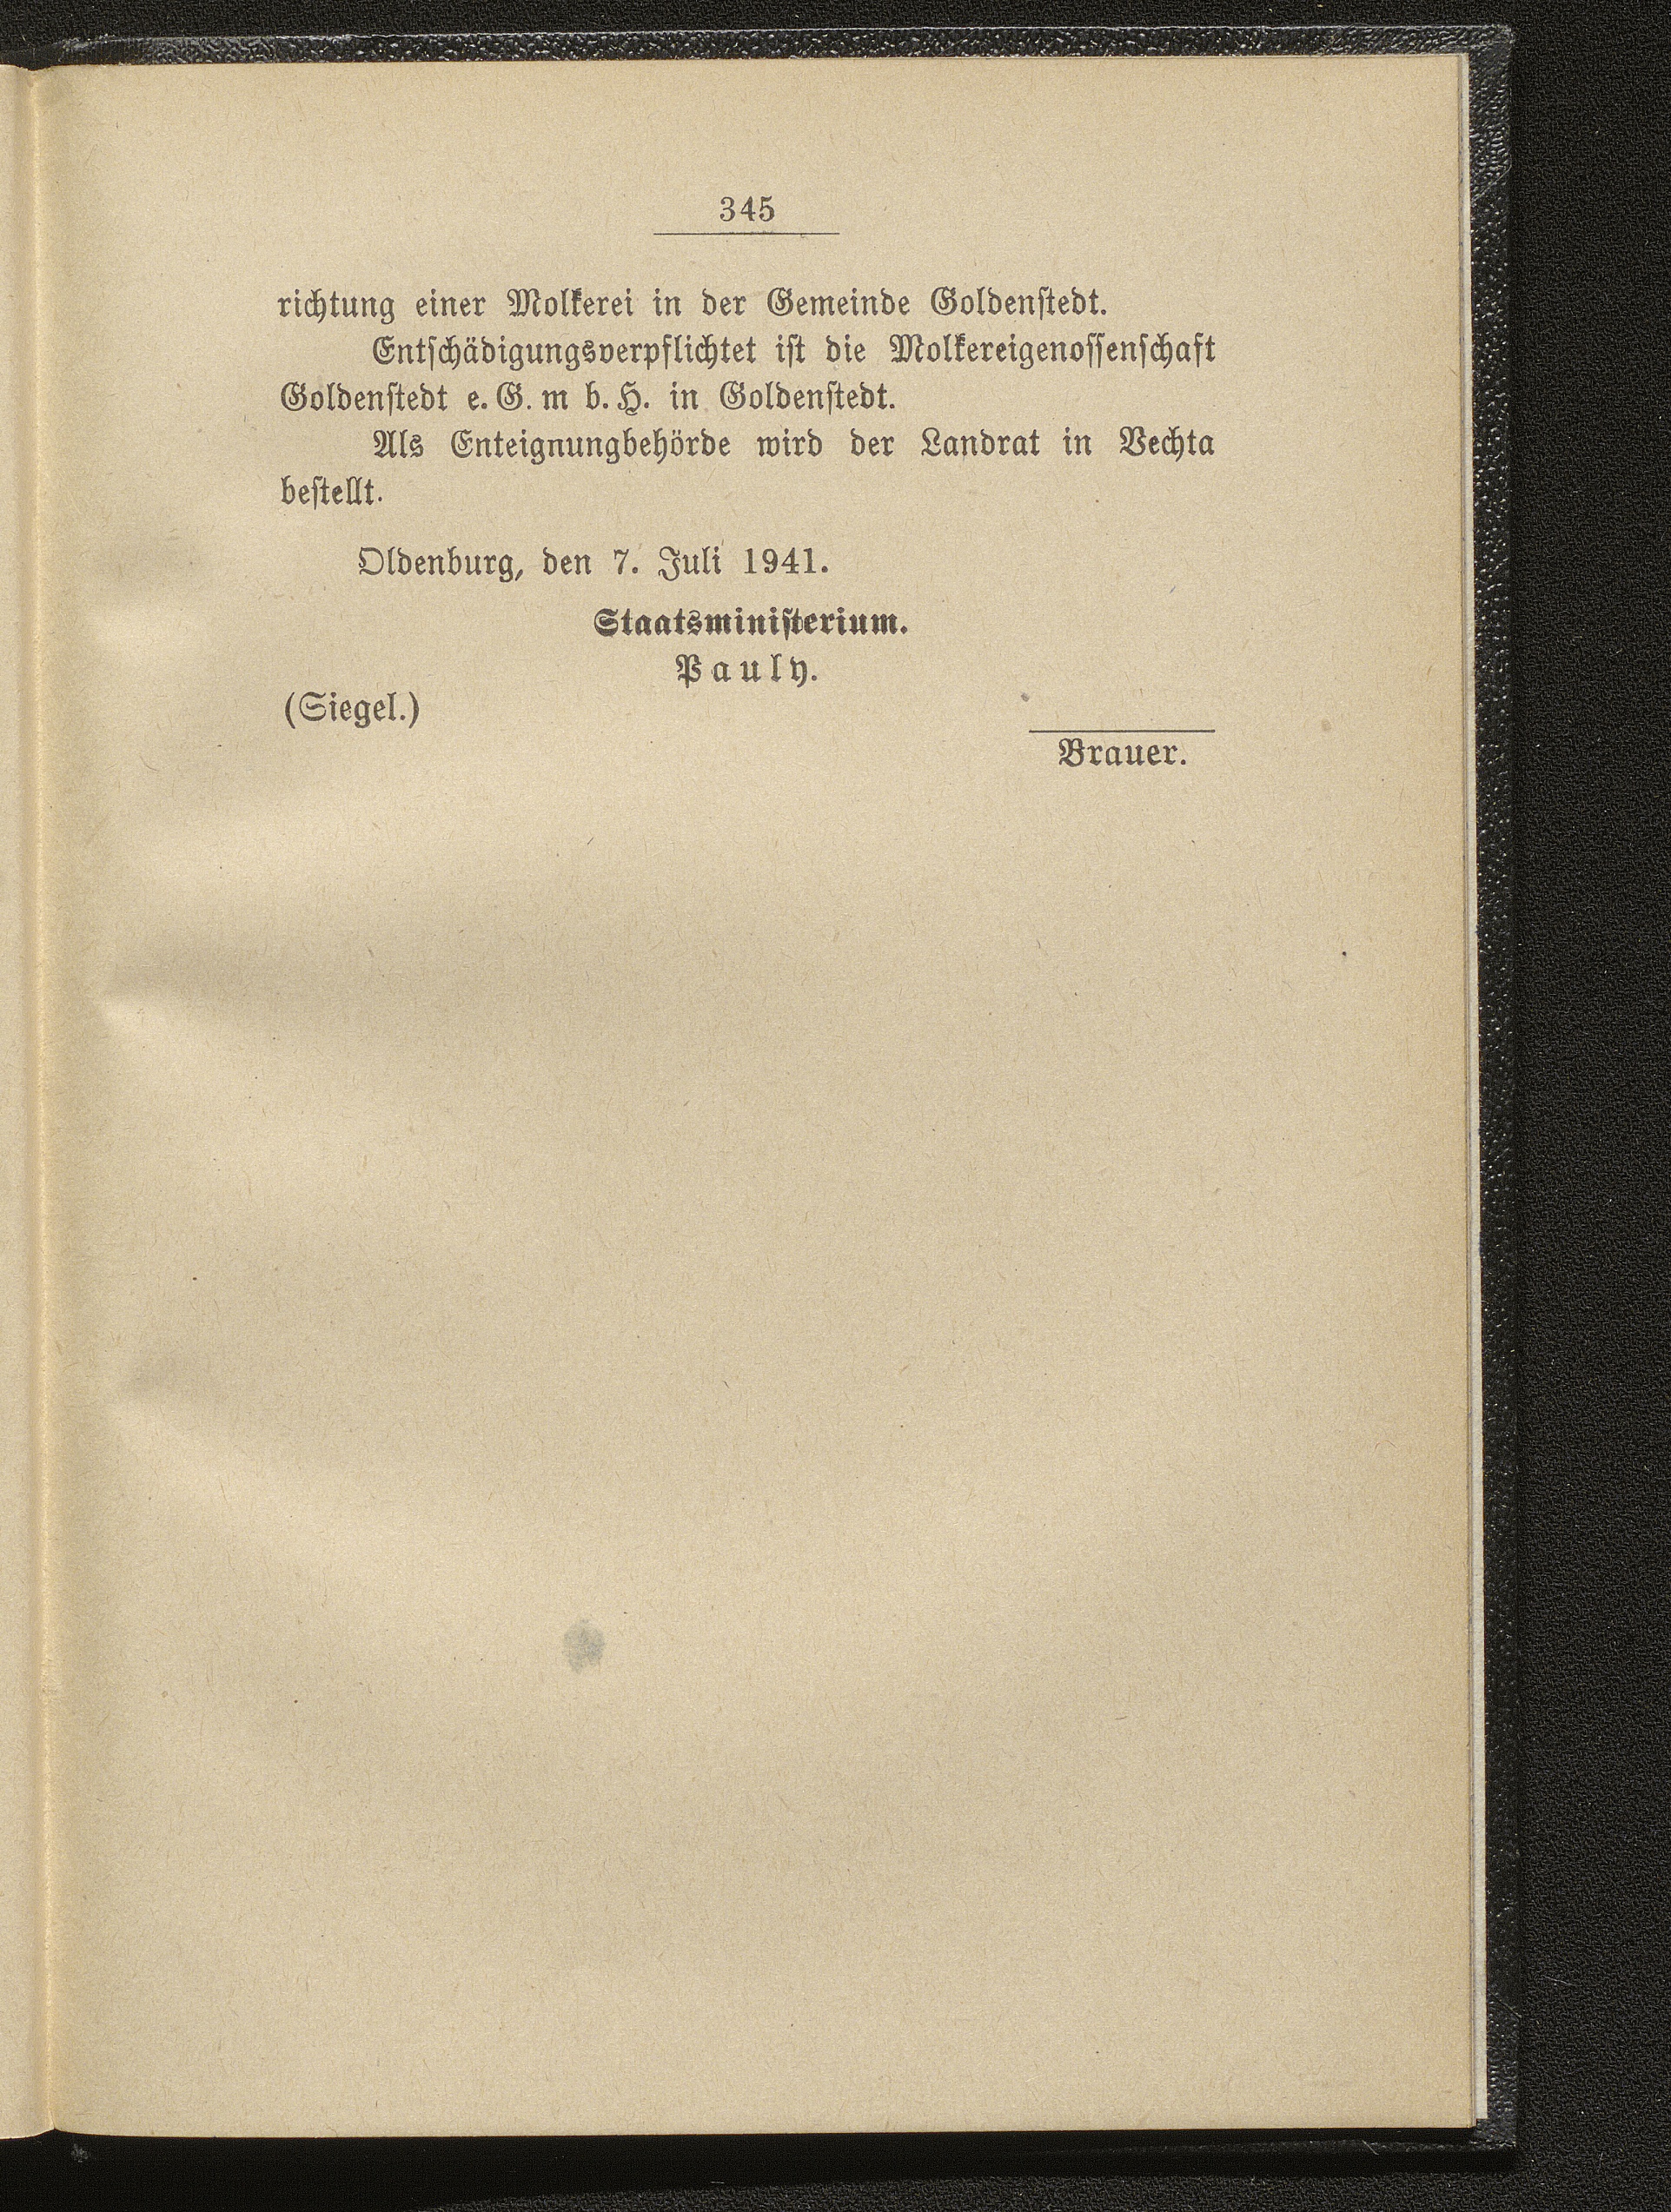 345
richtung einer Molkerei in der Gemeinde Goldenstedt.
Entschädigungsverpflichtet ist die Molkereigenossenschaft
Goldenstedt e. G. m b. H. in Goldenstedt.
Als Enteignungbehörde wird der Landrat in Vechta
bestellt.
Oldenburg, den 7. Juli 1941.
Staatsministerium.
Pauly.
(Siegel.)
Brauer.